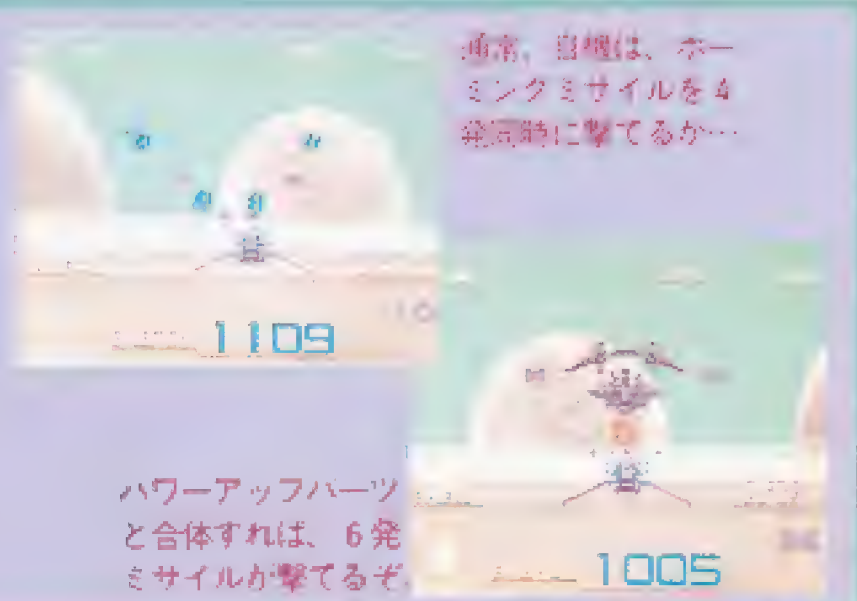 通常、自機は、ホー
ミングミサイルを4
発同時に撃てるが…
1109
10
1005
パワーアップパーツ
と合体すれば、6発
ミサイルが撃てるぞ。